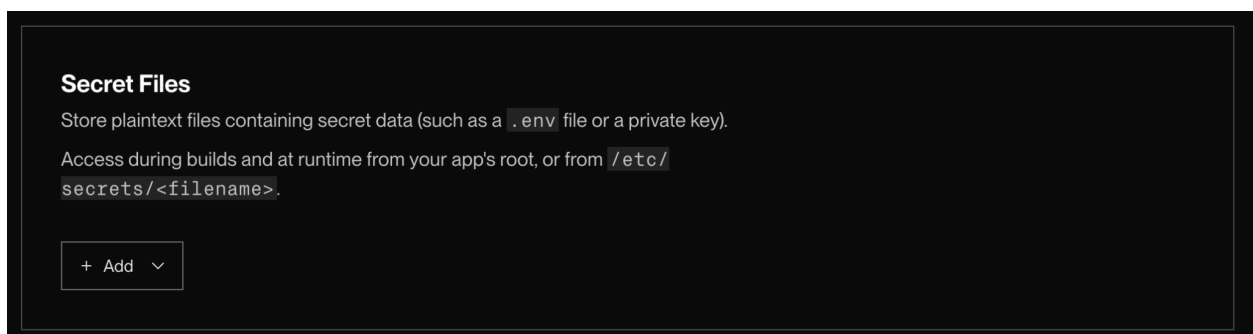 Secret Files
Store plaintext files containing secret data (such as a .env file or a private key).
Access during builds and at runtime from your app's root, or from /etc/
secrets/<filename>.
+ Add